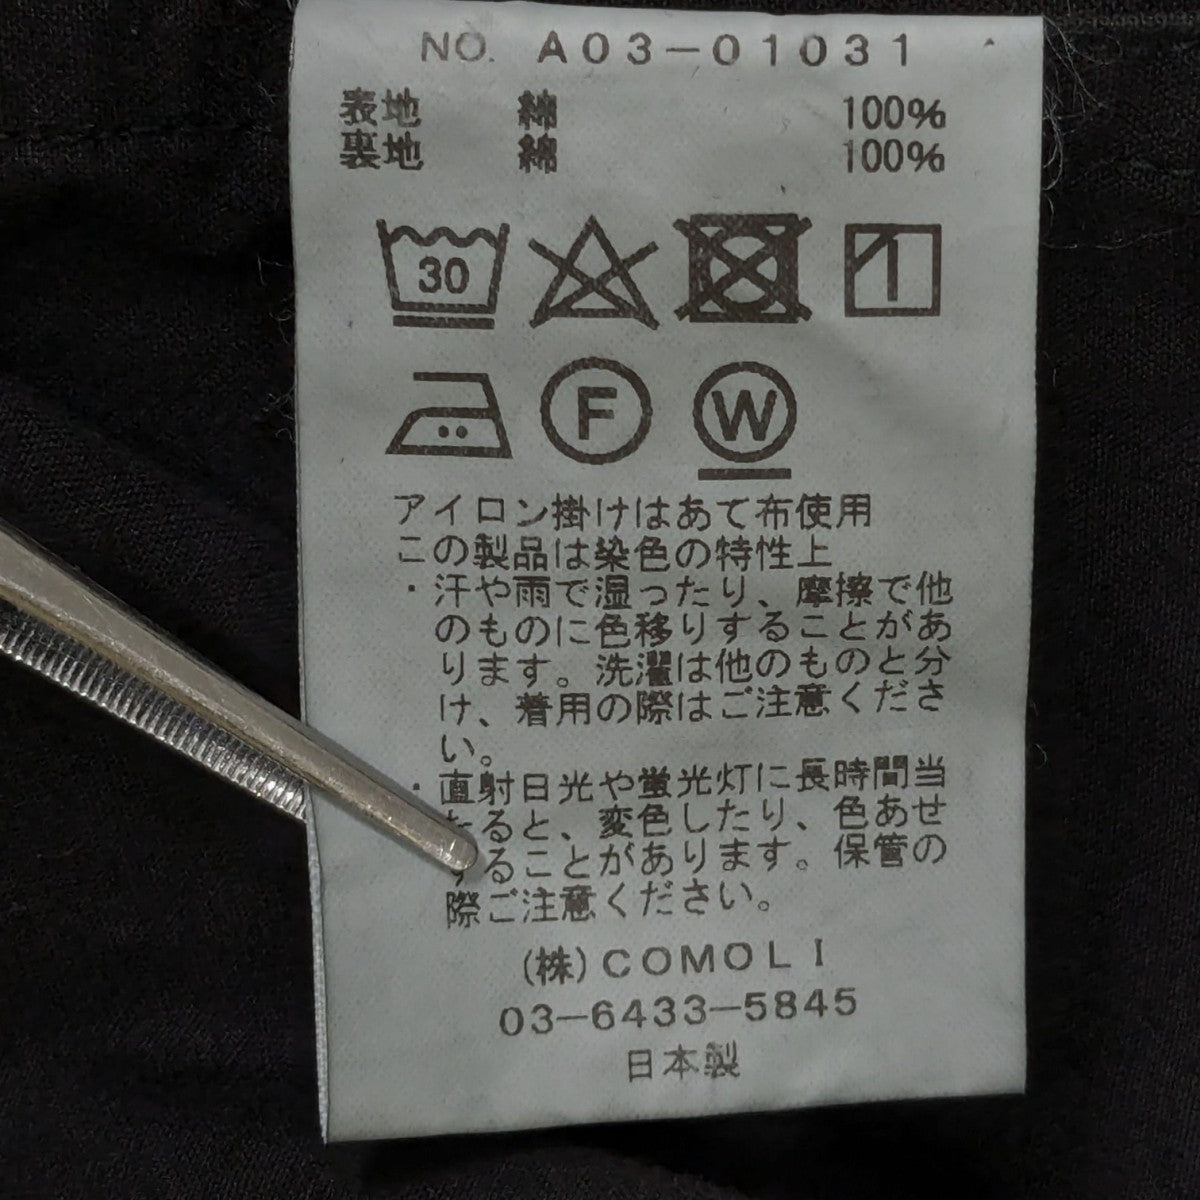 NO. A03-01031
表地 綿 100%
裏地 綿 100%
30
1
F
W
アイロン掛けはあて布使用
この製品は染色の特性上
・汗や雨で湿ったり、摩擦で他
のものに色移りすることがあ
ります。洗濯は他のものと分
け、着用の際はご注意くださ
い。
・直射日光や蛍光灯に長時間当
たると、変色したり、色あせ
することがあります。保管の
際ご注意ください。
(株)COMOLI
03-6433-5845
日本製